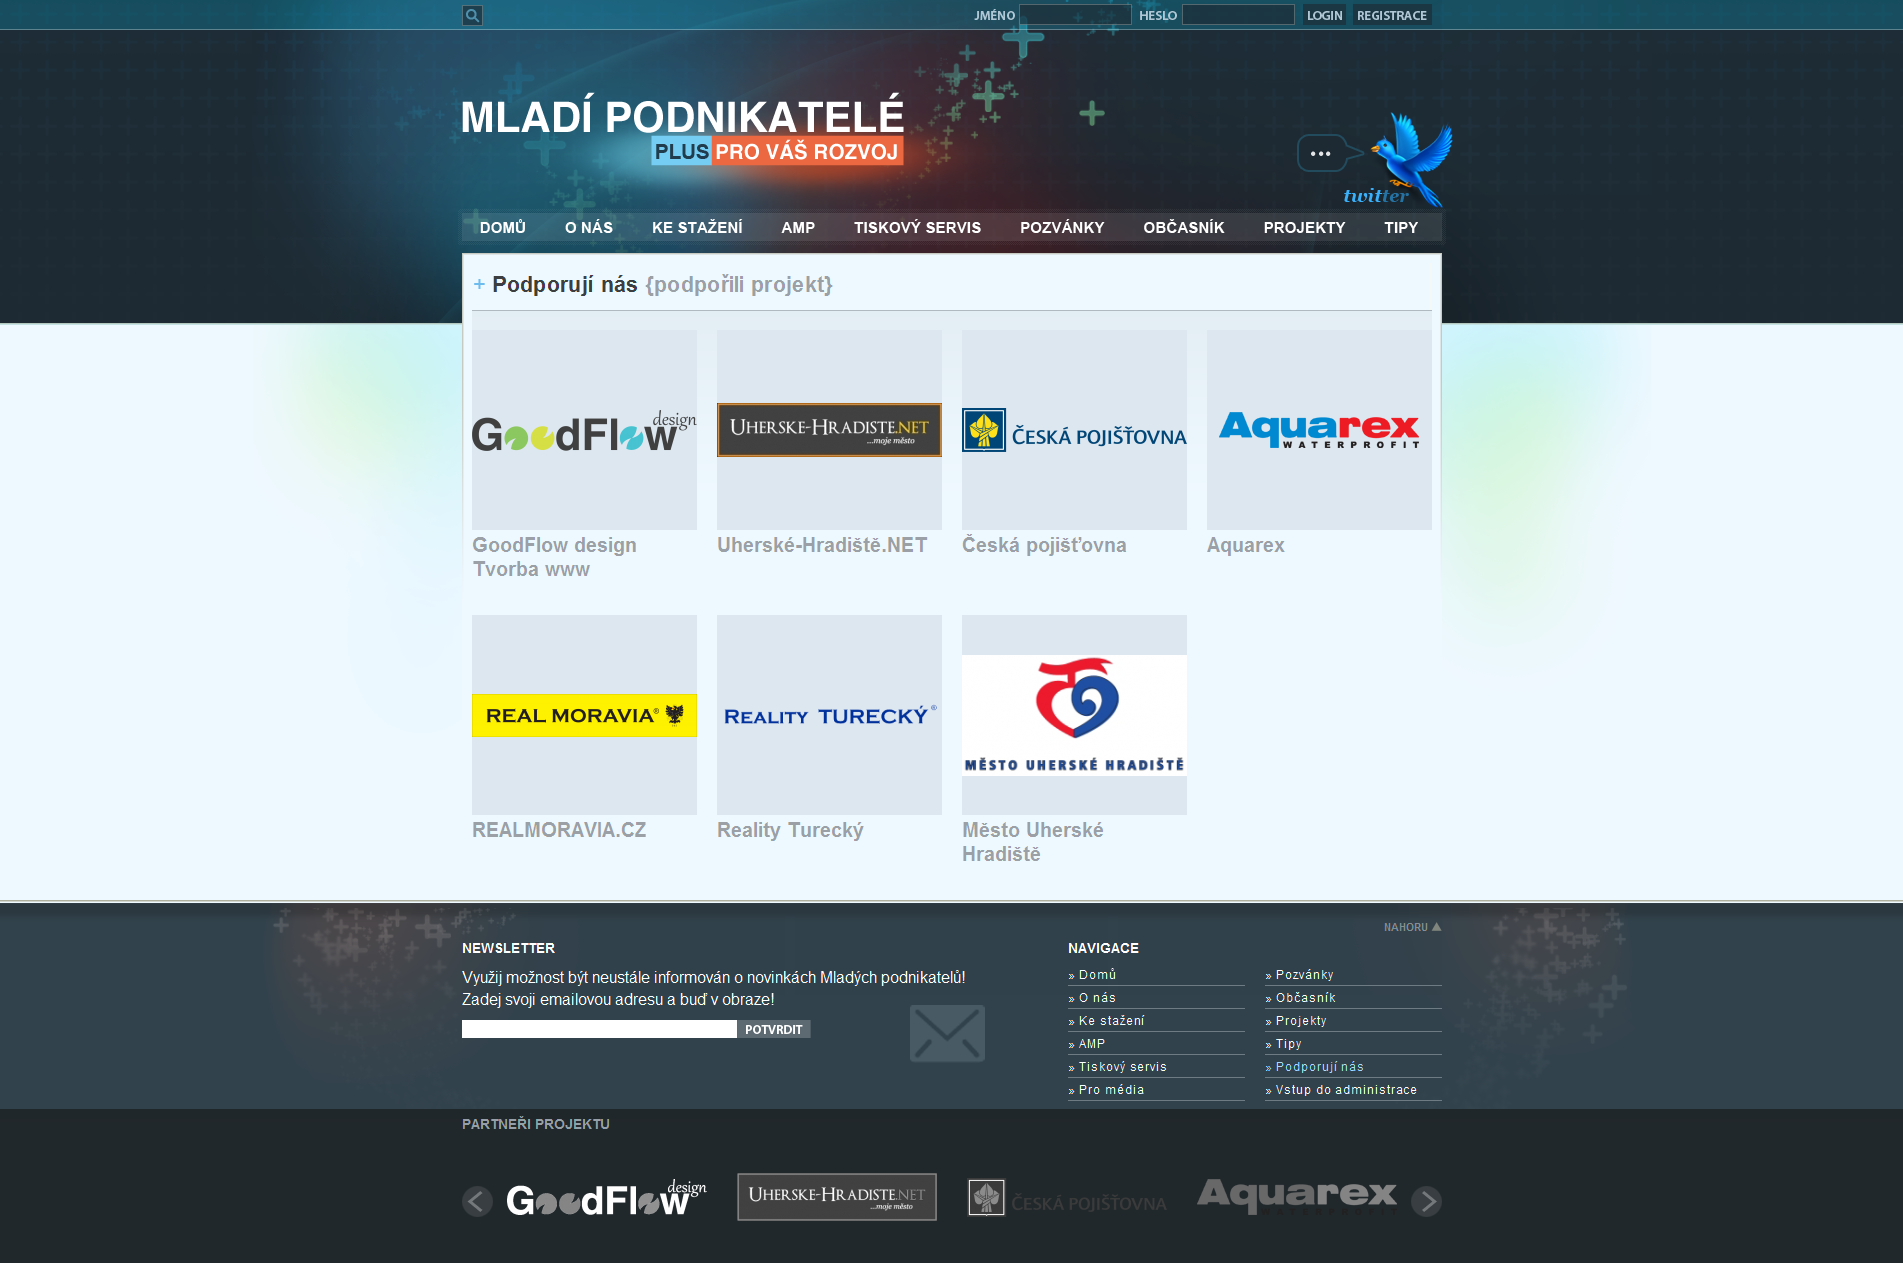 JMÉNO HESLO LOGIN REGISTRACE
MLADÍ PODNIKATELÉ
PLUS PRO VÁŠ ROZVOJ
...
twitter
DOMŮ O NÁS KE STAŽENÍ AMP TISKOVÝ SERVIS POZVÁNKY OBČASNÍK PROJEKTY TIPY
+ Podporují nás {podpořili projekt}
GoodFlow design
UHERSKE-HRADISTE.NET
...moje město
ČESKÁ POJIŠŤOVNA
Aquarex
WATERPROFIT
GoodFlow design
Tvorba www
Uherské-Hradiště.NET
Česká pojišťovna
Aquarex
REAL MORAVIA®
REALITY TURECKÝ®
MĚSTO UHERSKÉ HRADIŠTĚ
REALMORAVIA.CZ
Reality Turecký
Město Uherské
Hradiště
NAHORU ▲
NEWSLETTER
Využij možnost být neustále informován o novinkách Mladých podnikatelů!
Zadej svoji emailovou adresu a buď v obraze!
POTVRDIT
NAVIGACE
» Domů
» O nás
» Ke stažení
» AMP
» Tiskový servis
» Pro média
» Pozvánky
» Občasník
» Projekty
» Tipy
» Podporují nás
» Vstup do administrace
PARTNEŘI PROJEKTU
GoodFlow design
UHERSKE-HRADISTE.NET
...moje město
ČESKÁ POJIŠŤOVNA
Aquarex
WATERPROFIT